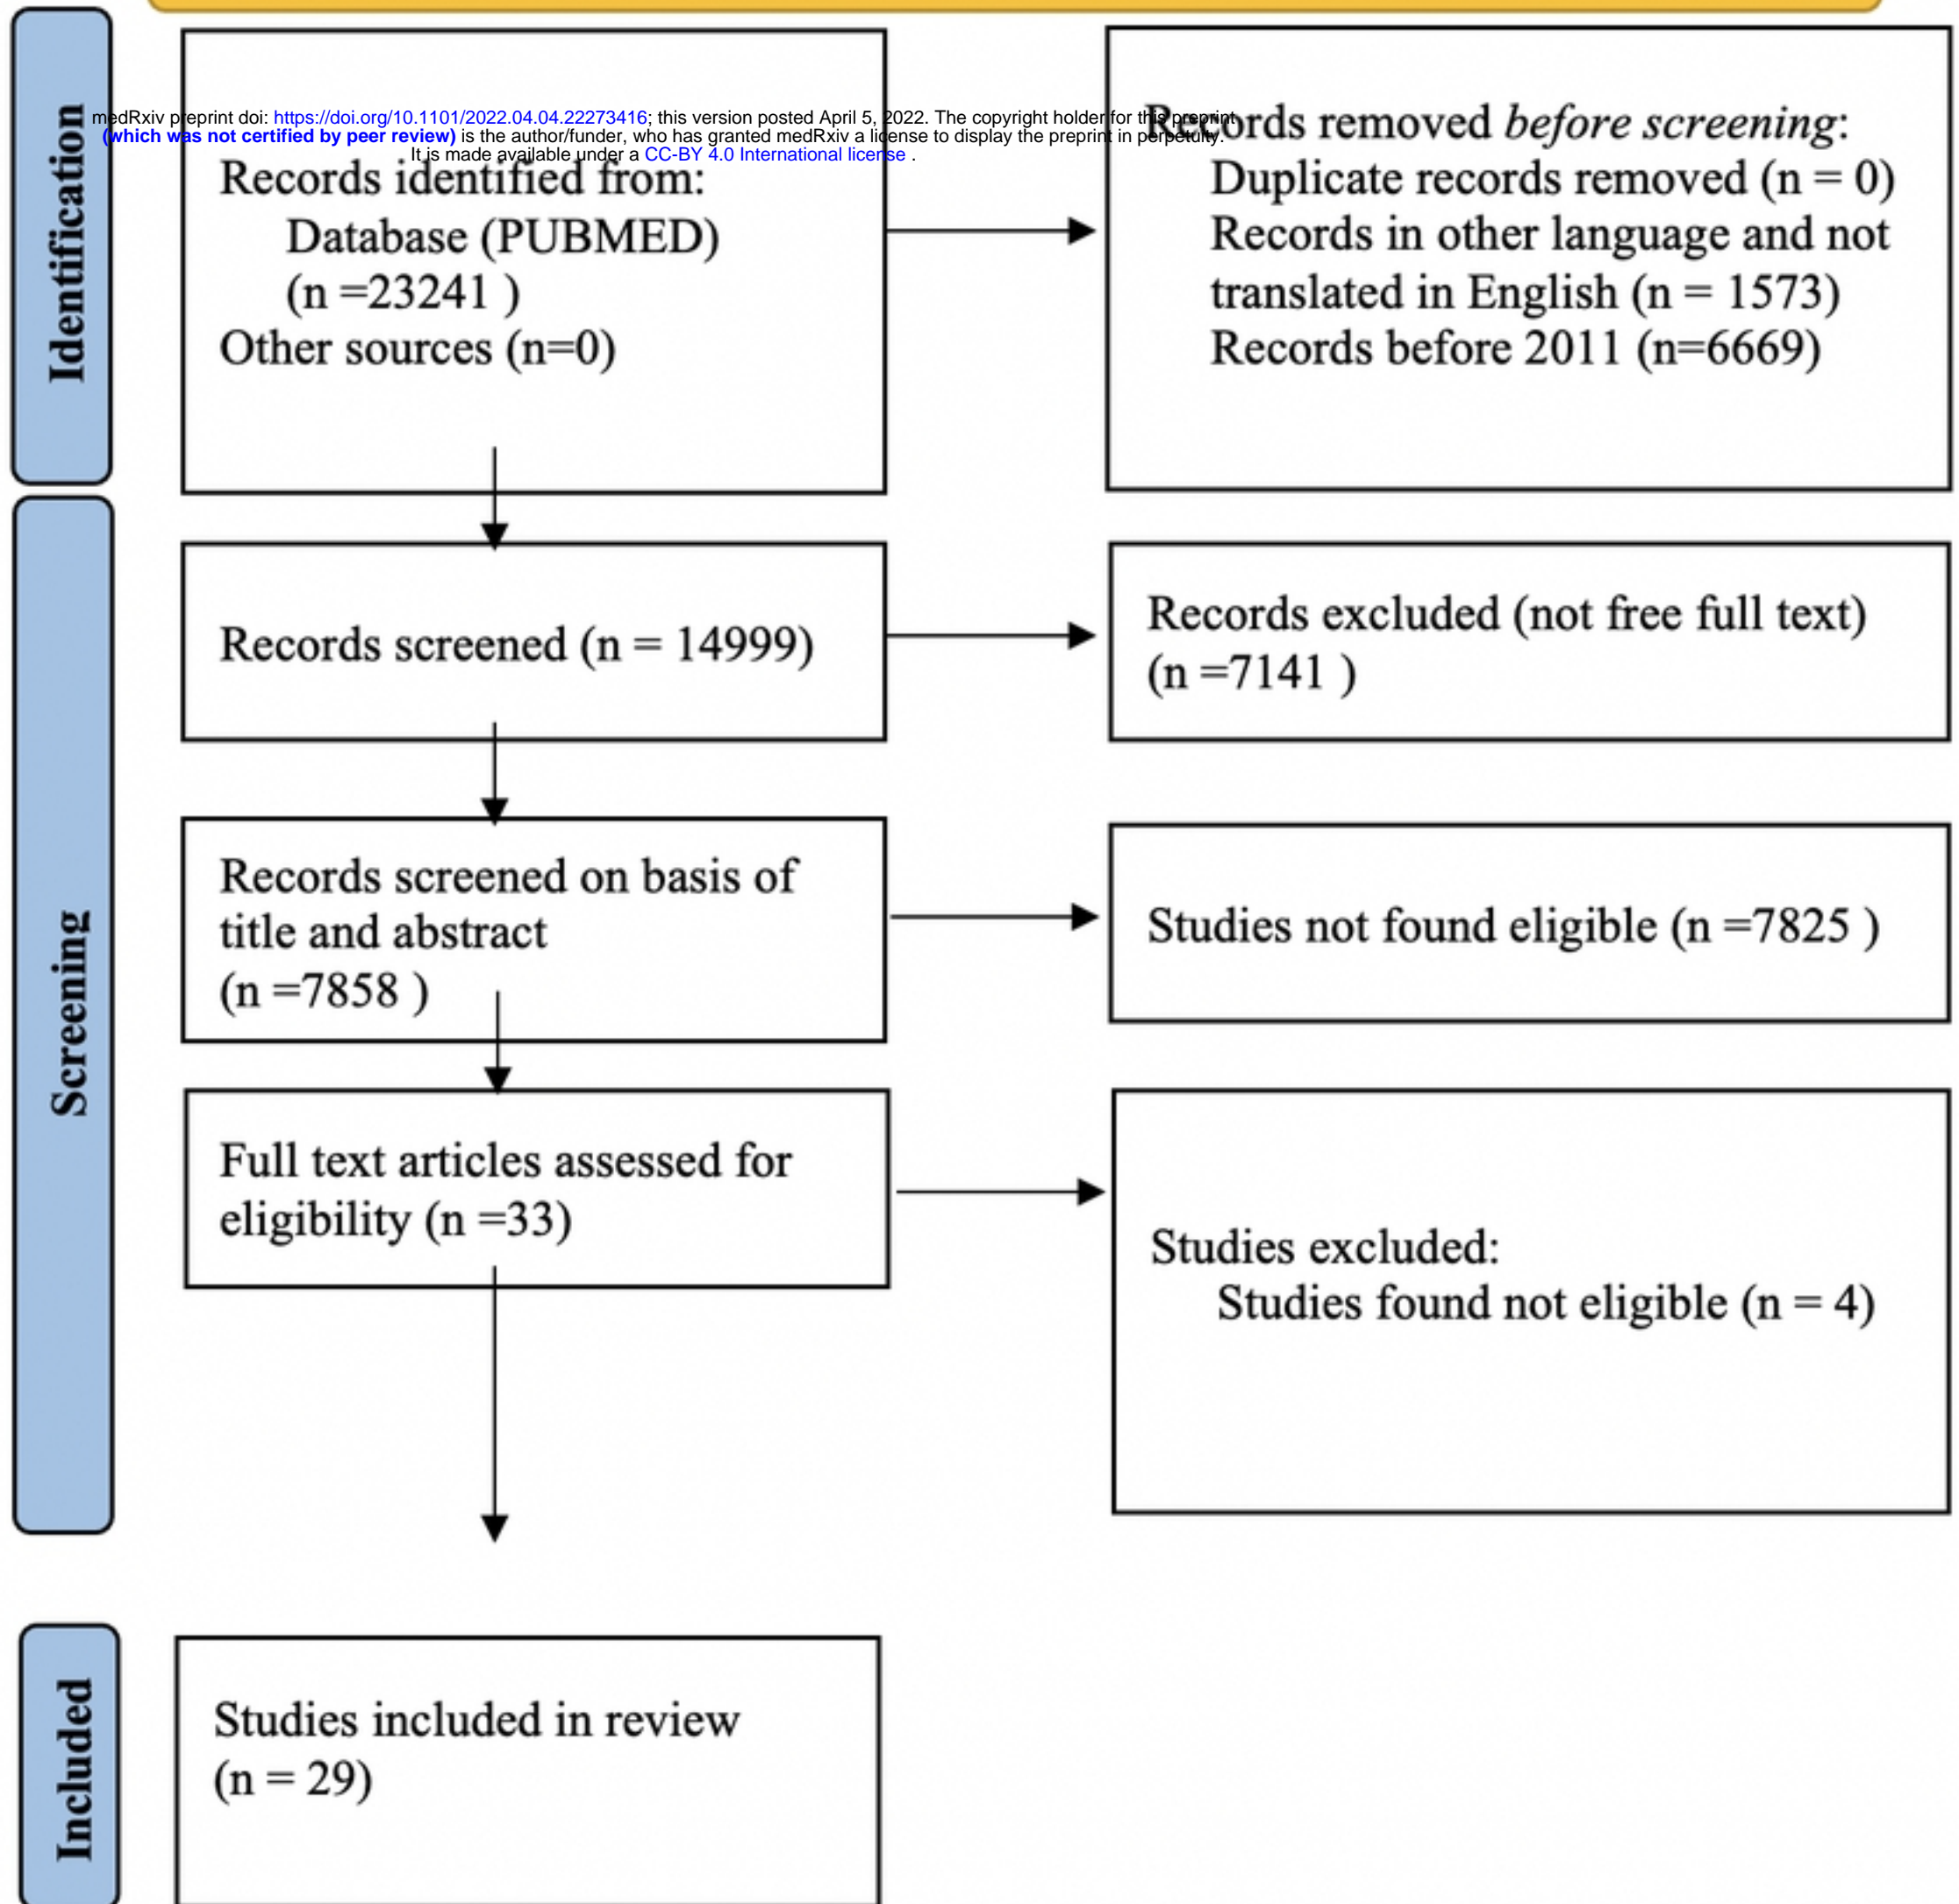 Identification
medRxiv preprint doi: https://doi.org/10.1101/2022.04.04.22273416; this version posted April 5, 2022. The copyright holder for this preprint
(which was not certified by peer review) is the author/funder, who has granted medRxiv a license to display the preprint in perpetuity.
It is made available under a CC-BY 4.0 International license .
Records identified from:
Database (PUBMED)
(n =23241 )
Other sources (n=0)
Records removed before screening:
Duplicate records removed (n = 0)
Records in other language and not
translated in English (n = 1573)
Records before 2011 (n=6669)
Screening
Records screened (n = 14999)
Records excluded (not free full text)
(n =7141 )
Records screened on basis of
title and abstract
(n =7858 )
Studies not found eligible (n =7825 )
Full text articles assessed for
eligibility (n =33)
Studies excluded:
Studies found not eligible (n = 4)
Included
Studies included in review
(n = 29)